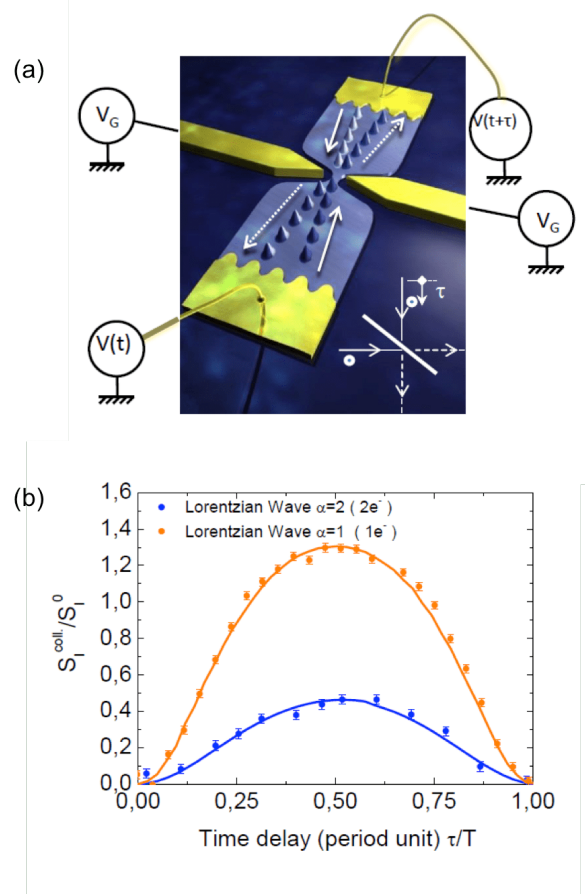 (a)
V_G
V(t+τ)
V_G
V(t)
τ
(b)
1,6
1,4
1,2
1,0
0,8
0,6
0,4
0,2
0,0
S_I^coll./S_I^0
Lorentzian Wave α=2 ( 2e⁻ )
Lorentzian Wave α=1 ( 1e⁻ )
0,00 0,25 0,50 0,75 1,00
Time delay (period unit) τ/T